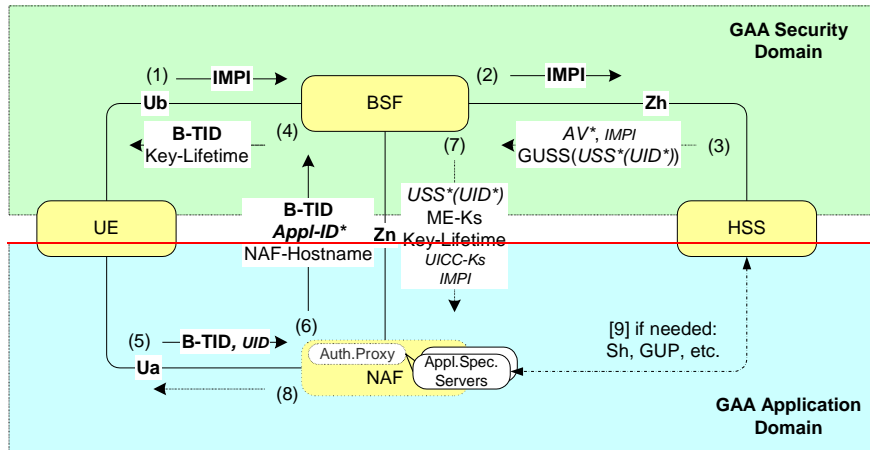 GAA Security
Domain
(1)
IMPI
(2)
IMPI
BSF
Ub
Zh
B-TID
Key-Lifetime
(4)
(7)
AV*, IMPI
GUSS(USS*(UID*))
(3)
UE
B-TID
Appl-ID*
NAF-Hostname
Zn
USS*(UID*)
ME-Ks
Key-Lifetime
UICC-Ks
IMPI
HSS
(5)
B-TID, UID
(6)
Ua
(8)
Auth.Proxy
NAF
Appl.Spec.
Servers
[9] if needed:
Sh, GUP, etc.
GAA Application
Domain